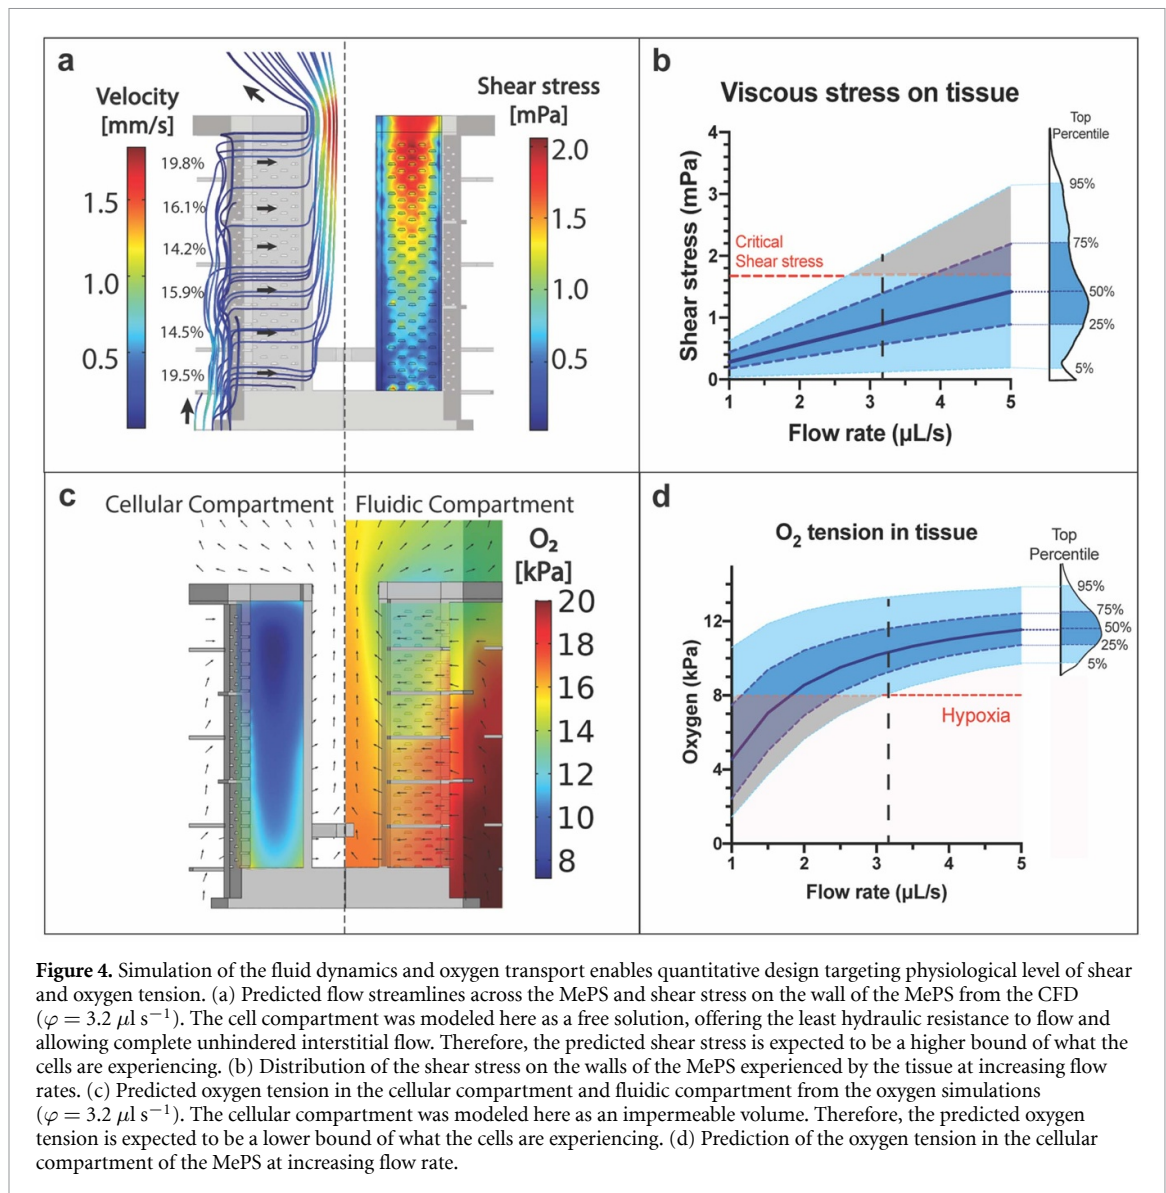 a
Velocity
[mm/s]
1.5
1.0
0.5
19.8%
16.1%
14.2%
15.9%
14.5%
19.5%
Shear stress
[mPa]
2.0
1.5
1.0
0.5
b
Viscous stress on tissue
Top
Percentile
Shear stress (mPa)
4
3
2
1
0
Critical
Shear stress
95%
75%
50%
25%
5%
1 2 3 4 5
Flow rate (µL/s)
c
Cellular Compartment
Fluidic Compartment
O₂
[kPa]
20
18
16
14
12
10
8
d
O₂ tension in tissue
Top
Percentile
Oxygen (kPa)
12
8
4
0
Hypoxia
95%
75%
50%
25%
5%
1 2 3 4 5
Flow rate (µL/s)
Figure 4. Simulation of the fluid dynamics and oxygen transport enables quantitative design targeting physiological level of shear
and oxygen tension. (a) Predicted flow streamlines across the MePS and shear stress on the wall of the MePS from the CFD
(φ = 3.2 μl s⁻¹). The cell compartment was modeled here as a free solution, offering the least hydraulic resistance to flow and
allowing complete unhindered interstitial flow. Therefore, the predicted shear stress is expected to be a higher bound of what the
cells are experiencing. (b) Distribution of the shear stress on the walls of the MePS experienced by the tissue at increasing flow
rates. (c) Predicted oxygen tension in the cellular compartment and fluidic compartment from the oxygen simulations
(φ = 3.2 μl s⁻¹). The cellular compartment was modeled here as an impermeable volume. Therefore, the predicted oxygen
tension is expected to be a lower bound of what the cells are experiencing. (d) Prediction of the oxygen tension in the cellular
compartment of the MePS at increasing flow rate.